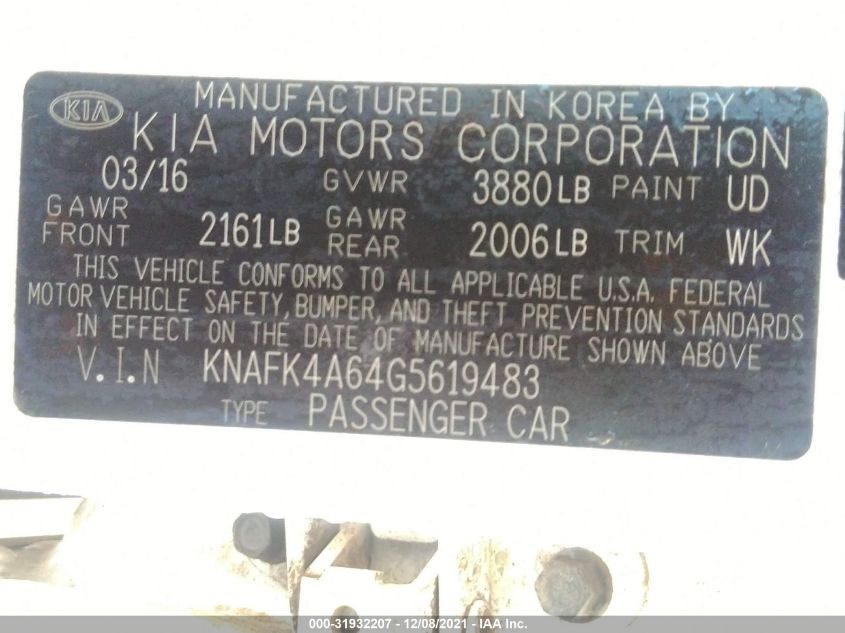 KIA MANUFACTURED IN KOREA BY
KIA MOTORS CORPORATION
03/16 GVWR 3880LB PAINT UD
GAWR FRONT 2161LB GAWR REAR 2006LB TRIM WK
THIS VEHICLE CONFORMS TO ALL APPLICABLE U.S.A. FEDERAL
MOTOR VEHICLE SAFETY, BUMPER, AND THEFT PREVENTION STANDARDS
IN EFFECT ON THE DATE OF MANUFACTURE SHOWN ABOVE
V.I.N KNAFK4A64G5619483
TYPE PASSENGER CAR
000-31932207 - 12/08/2021 - IAA Inc.